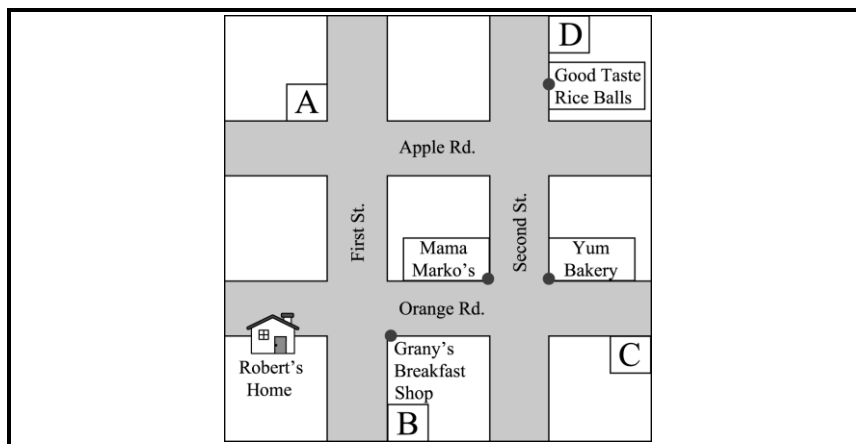 D
Good Taste
Rice Balls
A
Apple Rd.
First St.
Second St.
Mama
Marko's
Yum
Bakery
Orange Rd.
Robert's
Home
Grany's
Breakfast
Shop
C
B